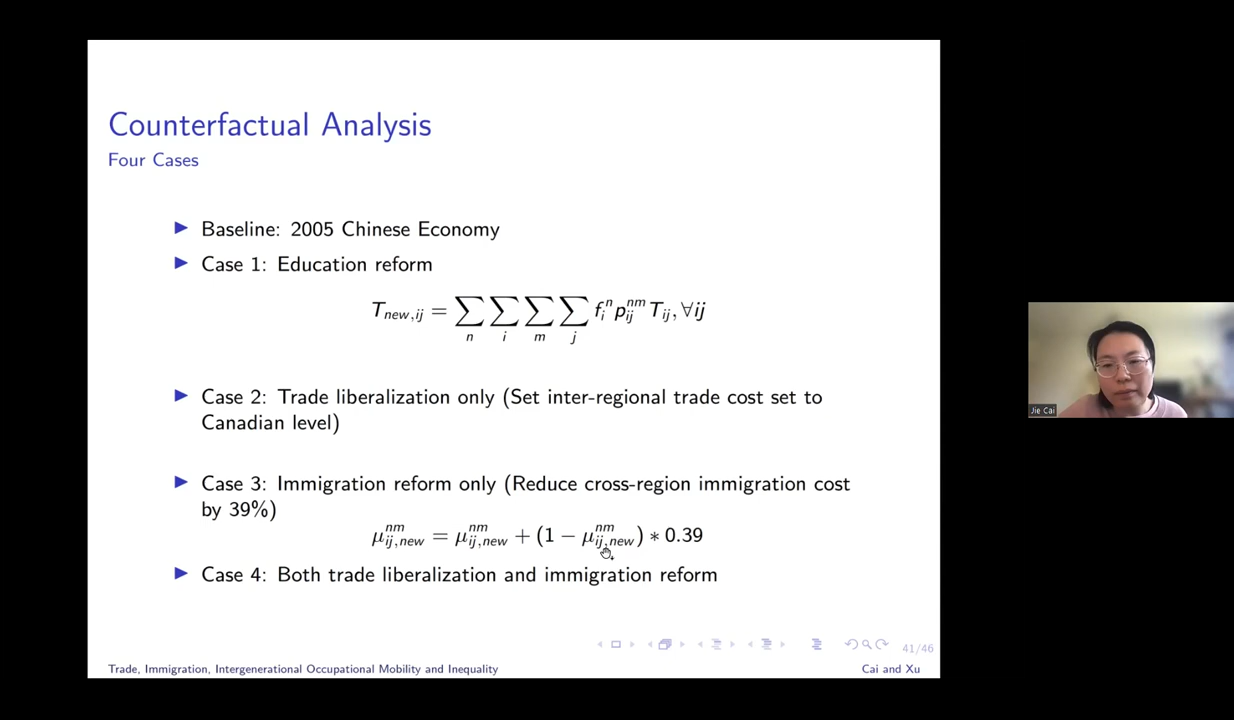 Counterfactual Analysis
Four Cases
▶ Baseline: 2005 Chinese Economy
▶ Case 1: Education reform
T_{new,ij} = ∑_n ∑_i ∑_m ∑_j f_i^n p_{ij}^{nm} T_{ij}, ∀ij
▶ Case 2: Trade liberalization only (Set inter-regional trade cost set to
Canadian level)
▶ Case 3: Immigration reform only (Reduce cross-region immigration cost
by 39%)
μ_{ij,new}^{nm} = μ_{ij,new}^{nm} + (1 − μ_{ij,new}^{nm}) ∗ 0.39
▶ Case 4: Both trade liberalization and immigration reform
41/46
Trade, Immigration, Intergenerational Occupational Mobility and Inequality
Cai and Xu
Jie Cai